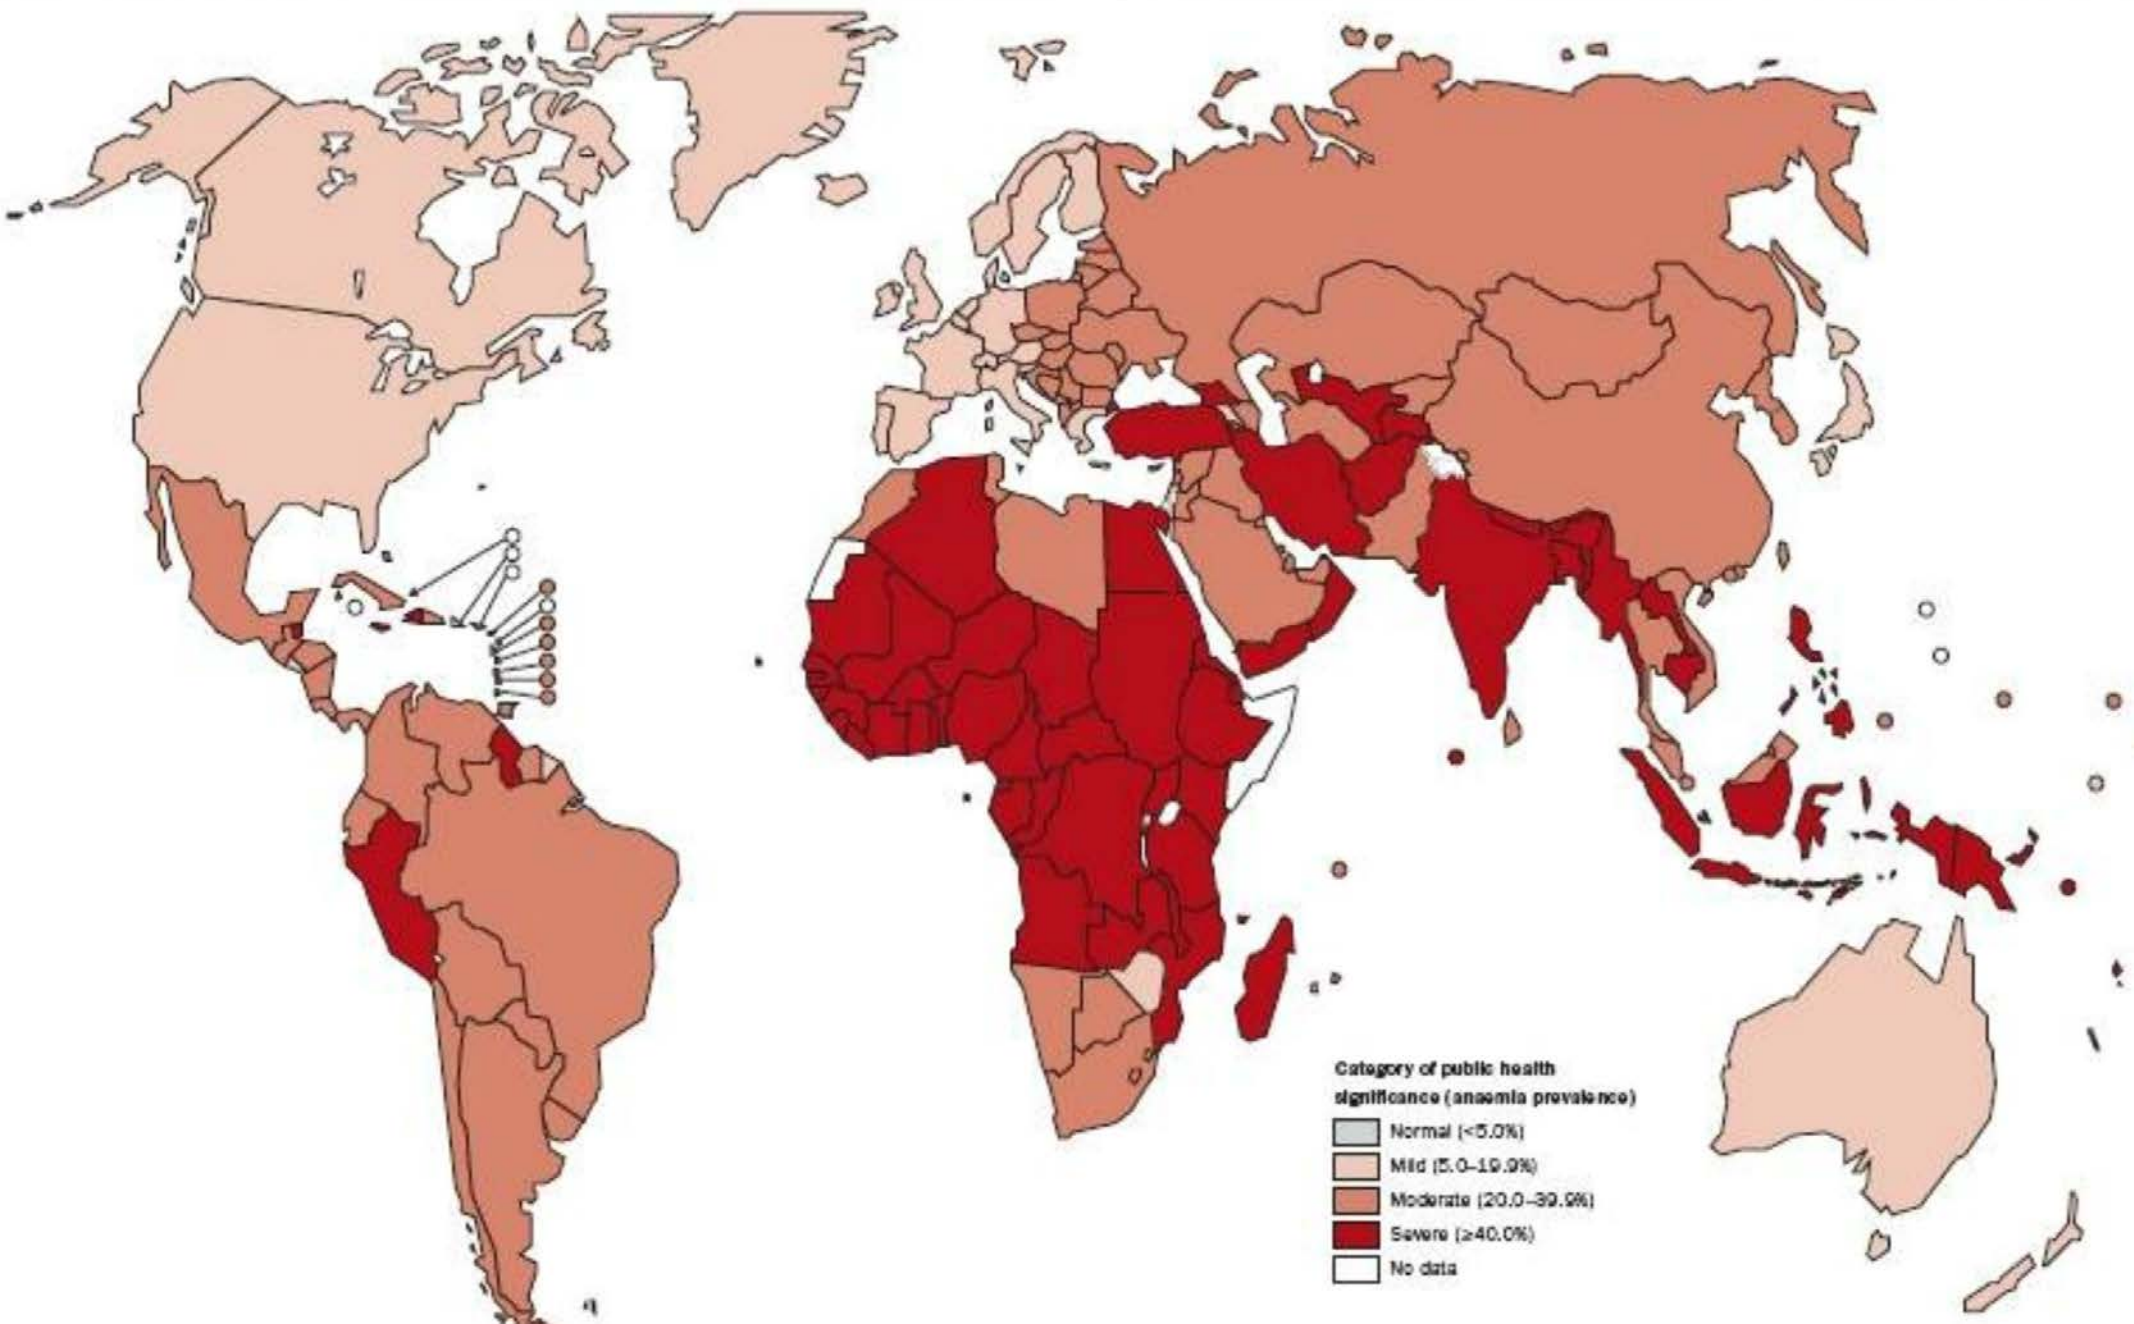 Category of public health
significance (anaemia prevalence)
Normal (<5.0%)
Mild (5.0–19.9%)
Moderate (20.0–39.9%)
Severe (≥40.0%)
No data